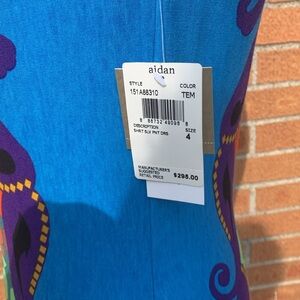 aidan
STYLE COLOR
151A88310 TEM
DESCRIPTION SIZE
SHRT SLV PNT DRS 4
MANUFACTURER'S
SUGGESTED
RETAIL PRICE $295.00